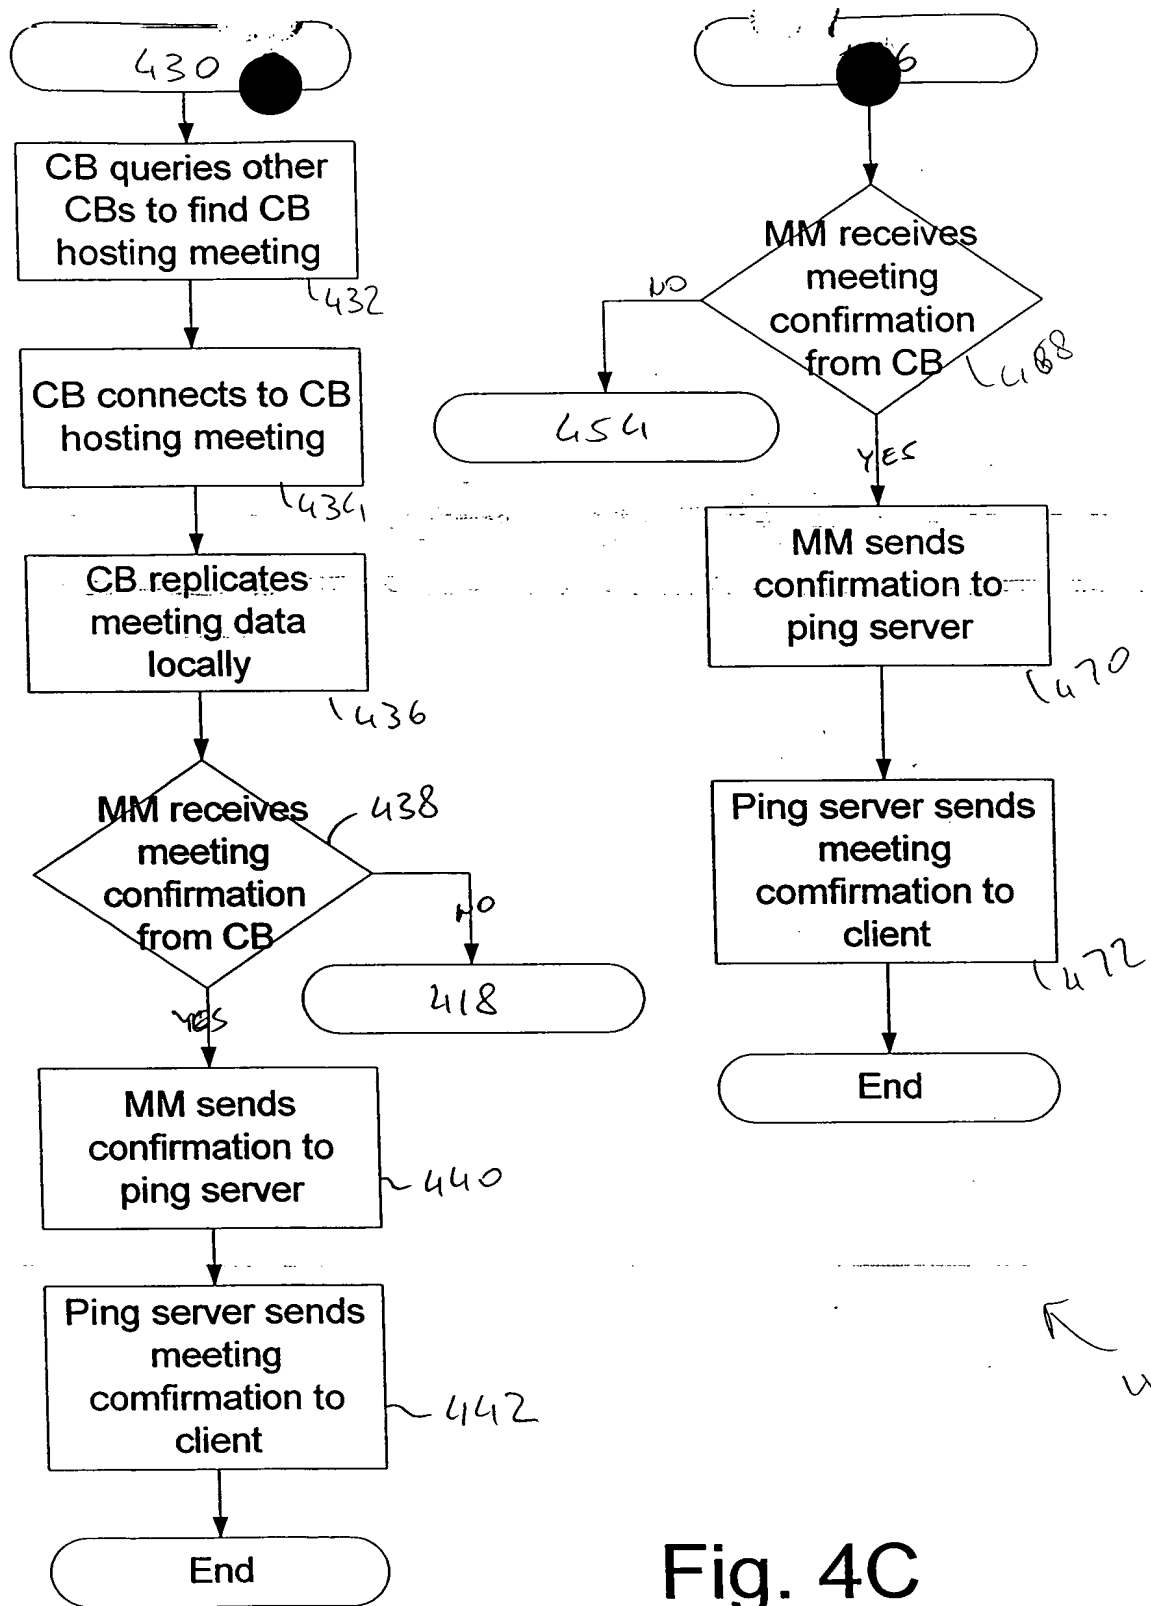 430
CB queries other
CBs to find CB
hosting meeting
432
CB connects to CB
hosting meeting
434
CB replicates
meeting data
locally
436
MM receives
meeting
confirmation
from CB
438
NO
418
YES
MM sends
confirmation to
ping server
440
Ping server sends
meeting
comfirmation to
client
442
End
MM receives
meeting
confirmation
from CB
NO
454
YES
MM sends
confirmation to
ping server
470
Ping server sends
meeting
comfirmation to
client
472
End
Fig. 4C